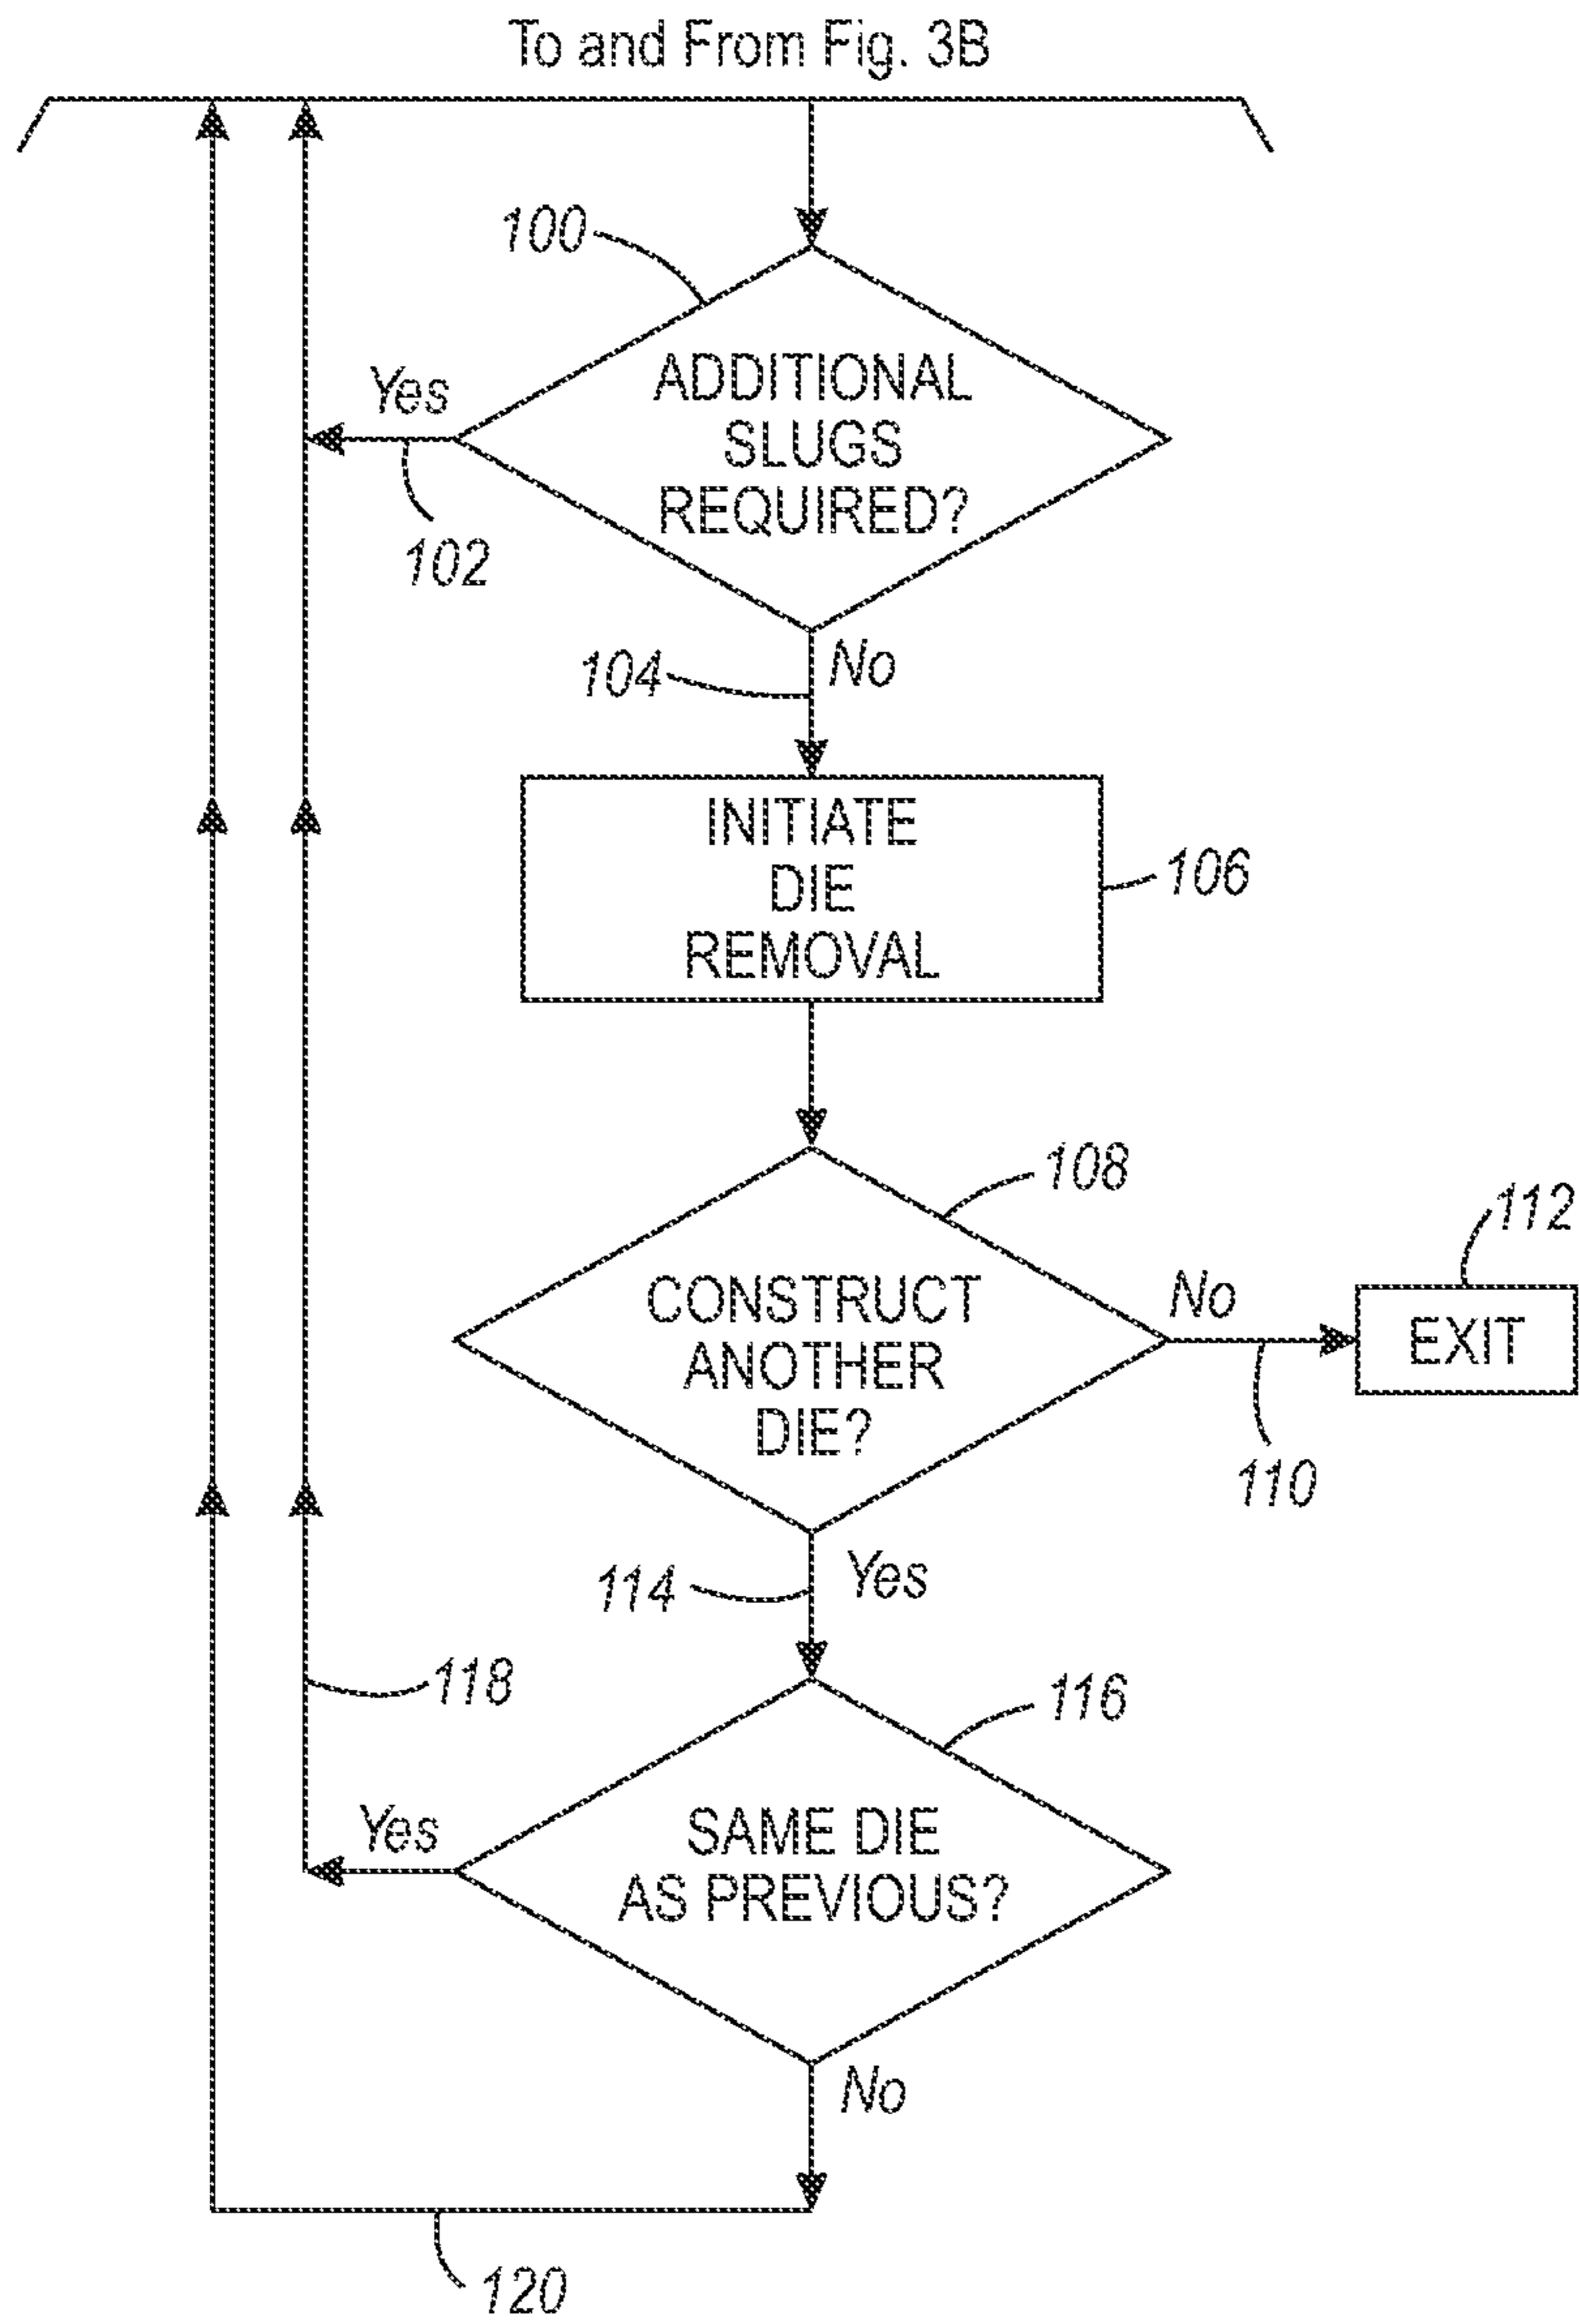 To and From Fig. 3B
100
ADDITIONAL
SLUGS
REQUIRED?
Yes
102
104
No
INITIATE
DIE
REMOVAL
106
108
CONSTRUCT
ANOTHER
DIE?
No
110
112
EXIT
114
Yes
118
116
SAME DIE
AS PREVIOUS?
Yes
No
120